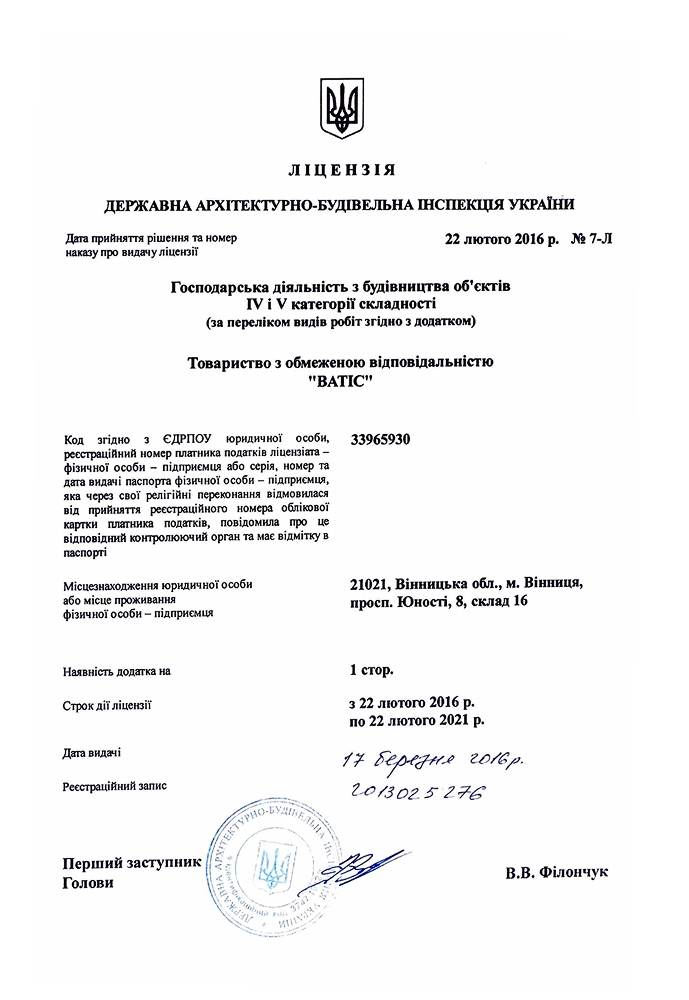 ЛІЦЕНЗІЯ
ДЕРЖАВНА АРХІТЕКТУРНО-БУДІВЕЛЬНА ІНСПЕКЦІЯ УКРАЇНИ
Дата прийняття рішення та номер
наказу про видачу ліцензії
22 лютого 2016 р. № 7-Л
Господарська діяльність з будівництва об'єктів
IV і V категорії складності
(за переліком видів робіт згідно з додатком)
Товариство з обмеженою відповідальністю
"ВАТІС"
Код згідно з ЄДРПОУ юридичної особи,
реєстраційний номер платника податків ліцензіата –
фізичної особи – підприємця або серія, номер та
дата видачі паспорта фізичної особи – підприємця,
яка через свої релігійні переконання відмовилася
від прийняття реєстраційного номера облікової
картки платника податків, повідомила про це
відповідний контролюючий орган та має відмітку в
паспорті
33965930
Місцезнаходження юридичної особи
або місце проживання
фізичної особи – підприємця
21021, Вінницька обл., м. Вінниця,
просп. Юності, 8, склад 16
Наявність додатка на
1 стор.
Строк дії ліцензії
з 22 лютого 2016 р.
по 22 лютого 2021 р.
Дата видачі
17 березня 2016р.
Реєстраційний запис
2013025276
Перший заступник
Голови
В.В. Філончук
ДЕРЖАВНА АРХІТЕКТУРНО-БУДІВЕЛЬНА
УКРАЇНИ